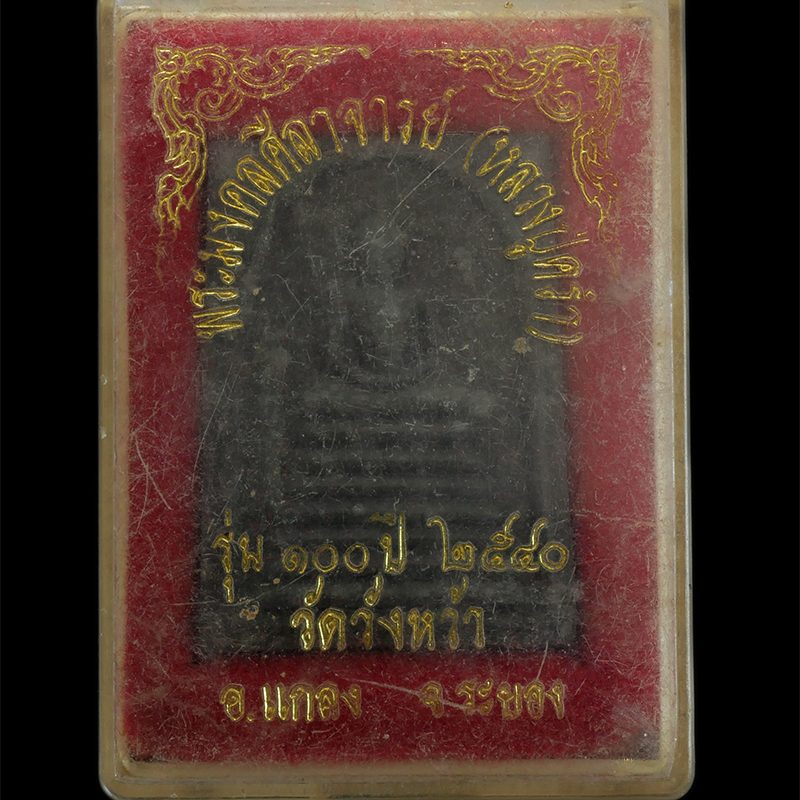 พระมงคลศีลาจารย์ (หลวงปู่คร่ำ)
รุ่น ๑๐๐ ปี ๒๕๔๐
วัดวังหว้า
อ.แกลง จ.ระยอง